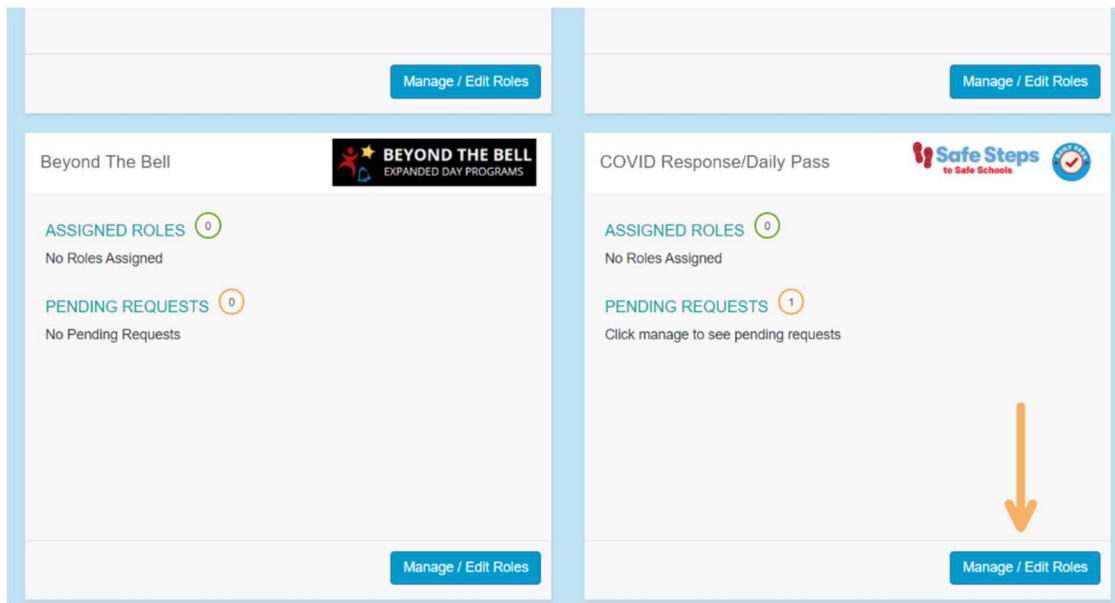 Manage / Edit Roles
Manage / Edit Roles
Beyond The Bell
BEYOND THE BELL
EXPANDED DAY PROGRAMS
ASSIGNED ROLES 0
No Roles Assigned
PENDING REQUESTS 0
No Pending Requests
Manage / Edit Roles
COVID Response/Daily Pass
Safe Steps
to Safe Schools
DAILY PASS
ASSIGNED ROLES 0
No Roles Assigned
PENDING REQUESTS 1
Click manage to see pending requests
Manage / Edit Roles